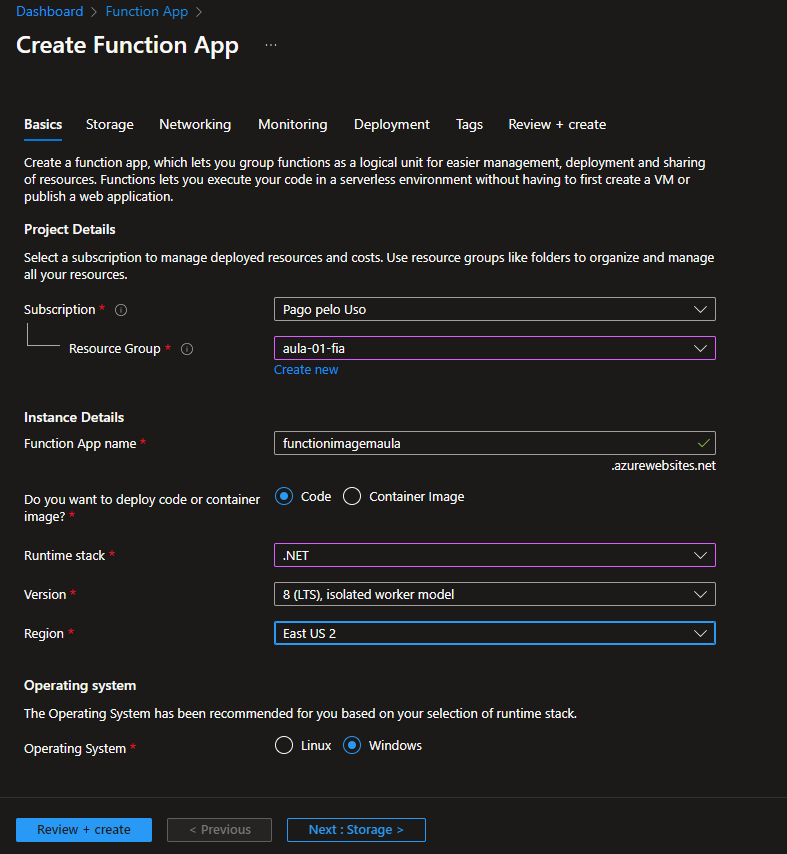 Dashboard > Function App >
Create Function App ...
Basics Storage Networking Monitoring Deployment Tags Review + create
Create a function app, which lets you group functions as a logical unit for easier management, deployment and sharing
of resources. Functions lets you execute your code in a serverless environment without having to first create a VM or
publish a web application.
Project Details
Select a subscription to manage deployed resources and costs. Use resource groups like folders to organize and manage
all your resources.
Subscription * Pago pelo Uso
Resource Group * aula-01-fia
Create new
Instance Details
Function App name * functionimagemaula
.azurewebsites.net
Do you want to deploy code or container
image? * Code Container Image
Runtime stack * .NET
Version * 8 (LTS), isolated worker model
Region * East US 2
Operating system
The Operating System has been recommended for you based on your selection of runtime stack.
Operating System * Linux Windows
Review + create < Previous Next : Storage >